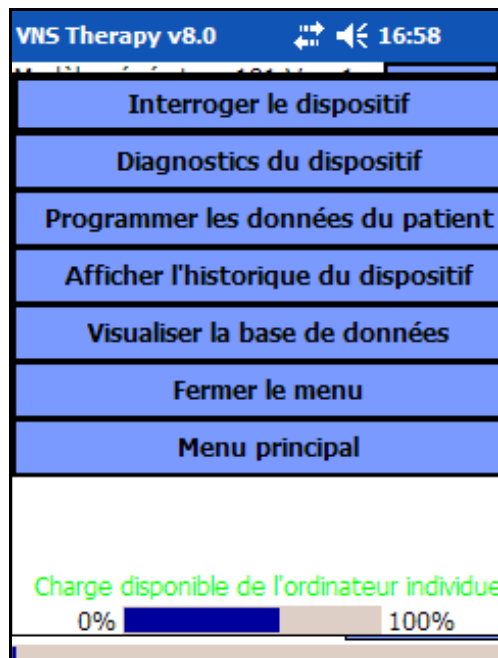 VNS Therapy v8.0 16:58
Interroger le dispositif
Diagnostics du dispositif
Programmer les données du patient
Afficher l'historique du dispositif
Visualiser la base de données
Fermer le menu
Menu principal
Charge disponible de l'ordinateur individue
0% 100%